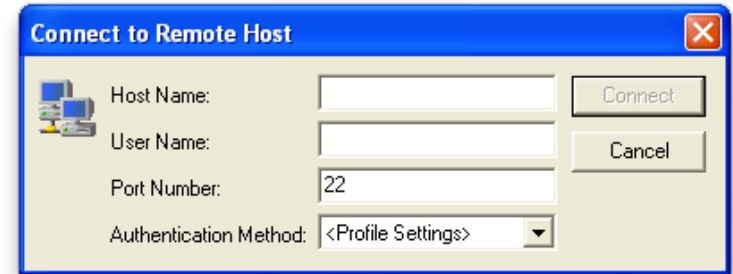 Connect to Remote Host
Host Name:
Connect
User Name:
Cancel
Port Number: 22
Authentication Method: <Profile Settings>